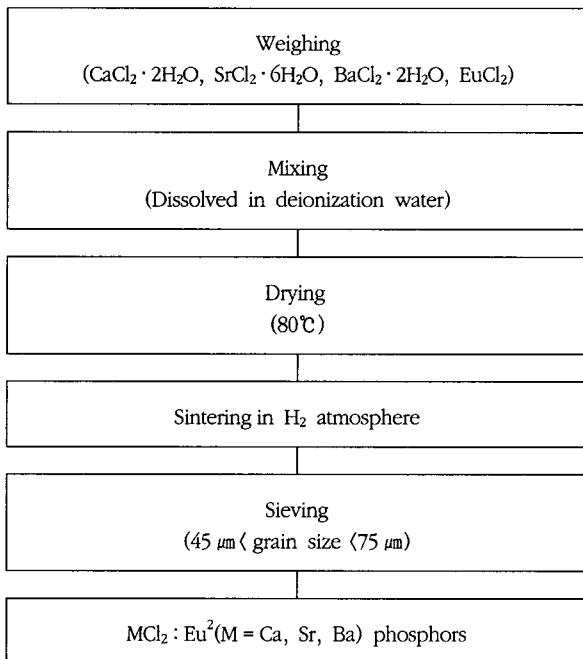 Weighing
(CaCl₂·2H₂O, SrCl₂·6H₂O, BaCl₂·2H₂O, EuCl₂)
Mixing
(Dissolved in deionization water)
Drying
(80℃)
Sintering in H₂ atmosphere
Sieving
(45 ㎛< grain size <75 ㎛)
MCl₂ : Eu²(M = Ca, Sr, Ba) phosphors